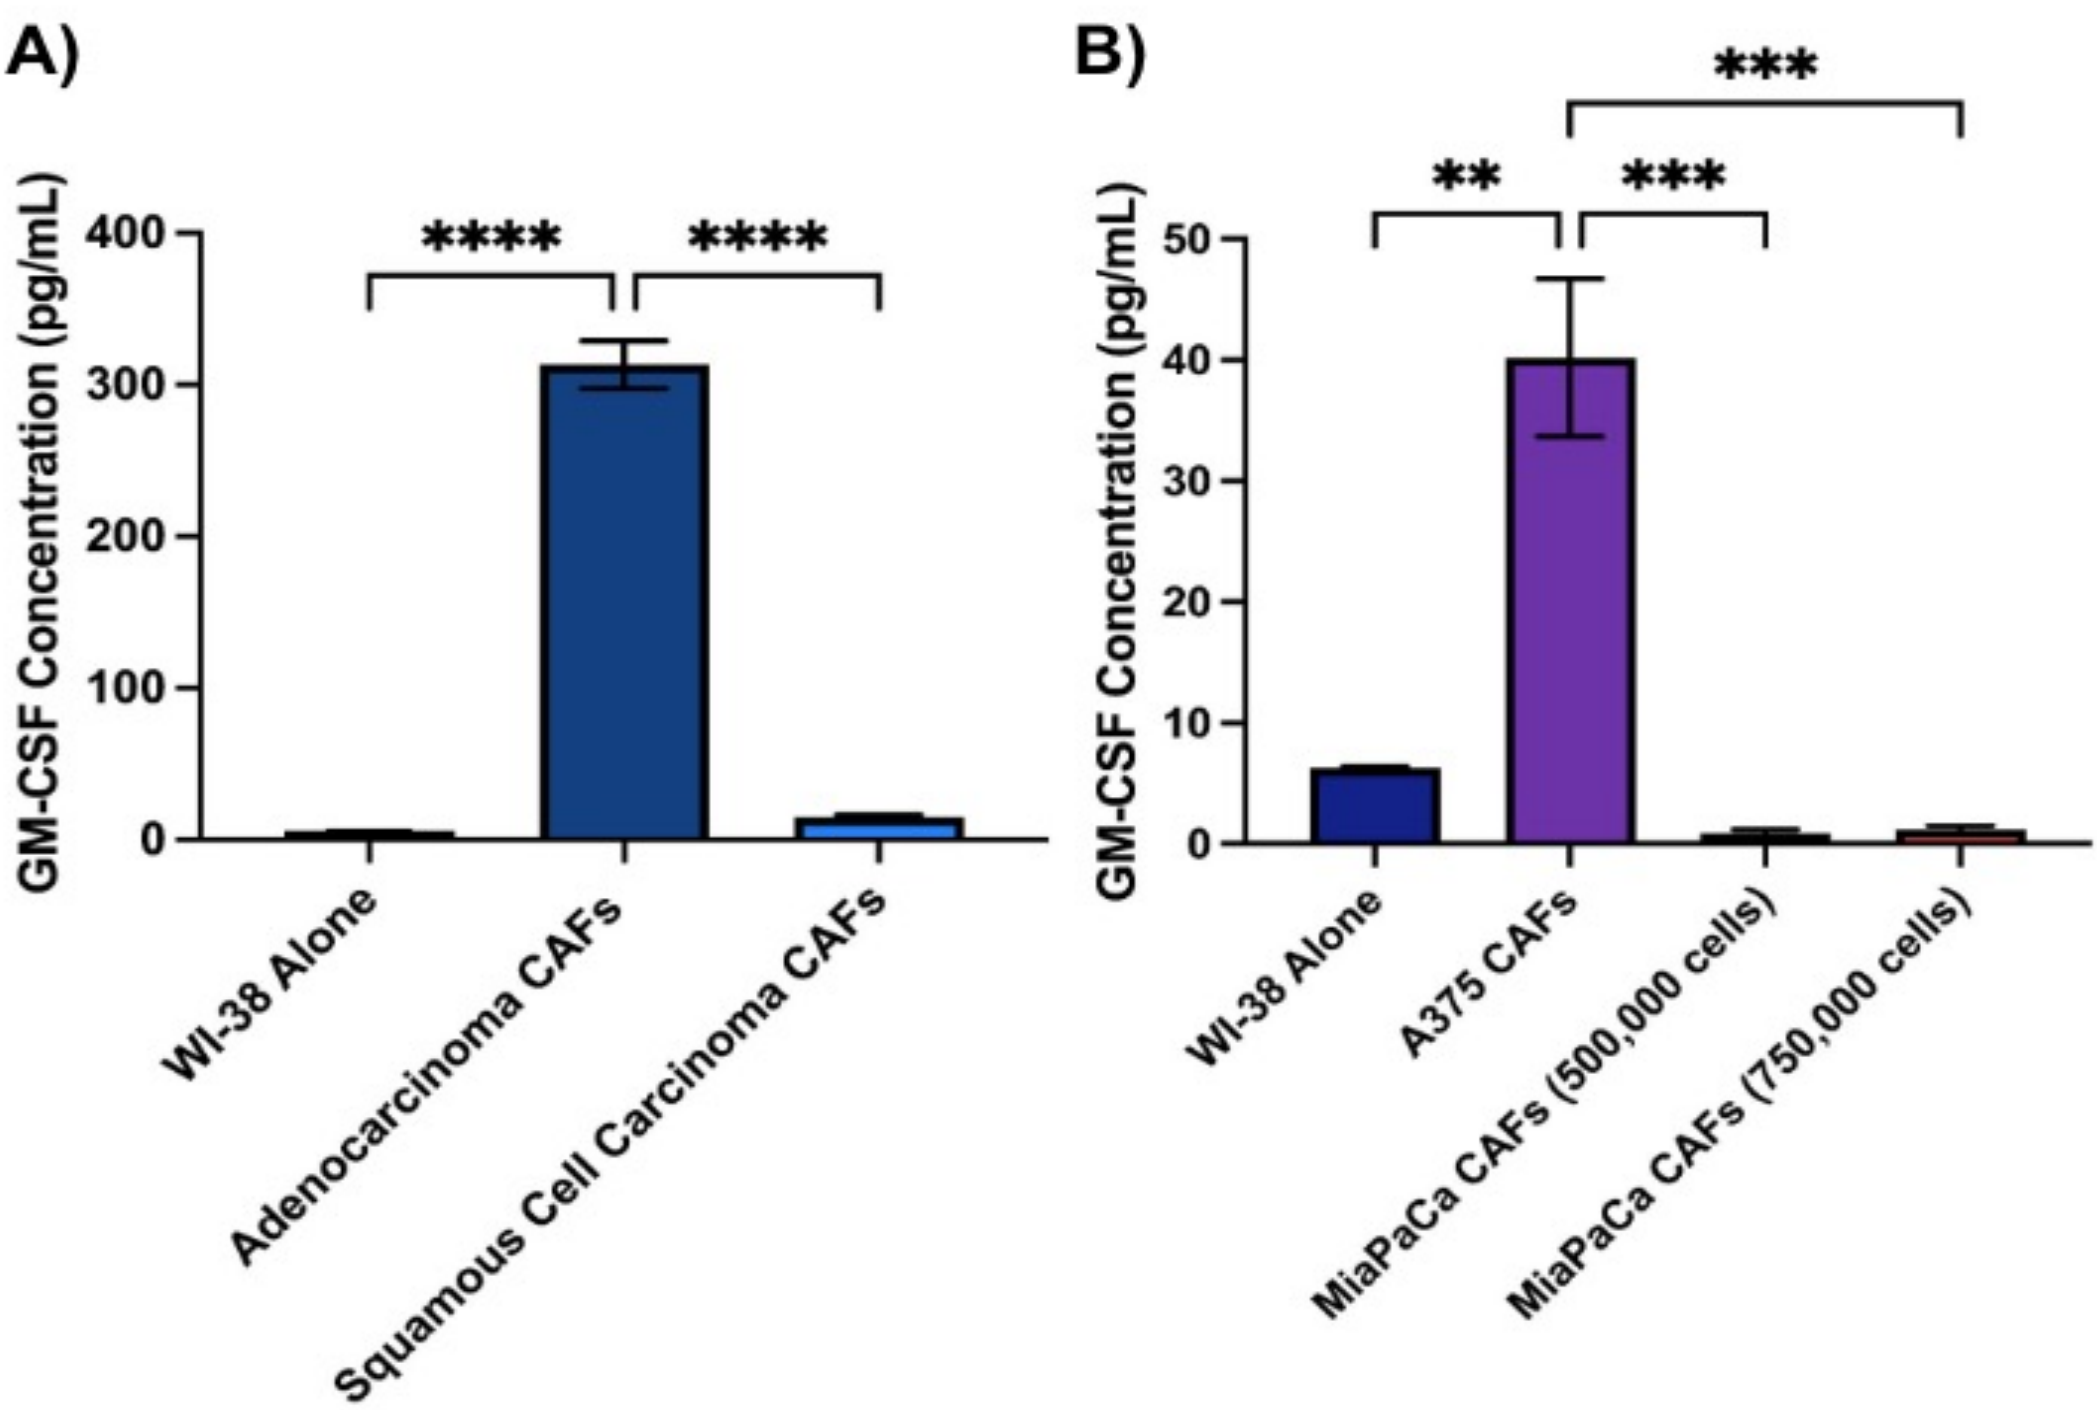 A)
GM-CSF Concentration (pg/mL)
400
300
200
100
0
****
****
WI-38 Alone
Adenocarcinoma CAFs
Squamous Cell Carcinoma CAFs
B)
GM-CSF Concentration (pg/mL)
50
40
30
20
10
0
***
**
***
WI-38 Alone
A375 CAFs
MiaPaCa CAFs (500,000 cells)
MiaPaCa CAFs (750,000 cells)